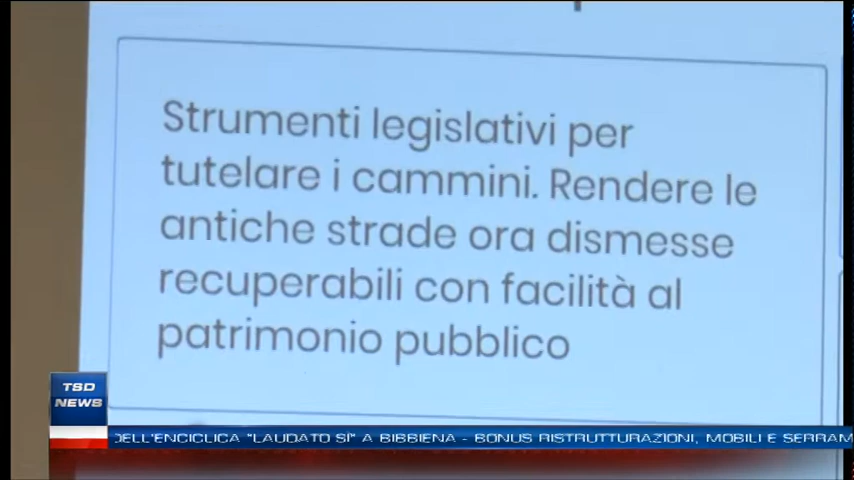 Strumenti legislativi per
tutelare i cammini. Rendere le
antiche strade ora dismesse
recuperabili con facilità al
patrimonio pubblico
TSD
NEWS
DELL'ENCICLICA "LAUDATO SÌ" A BIBBIENA - BONUS RISTRUTTURAZIONI, MOBILI E SERRAM